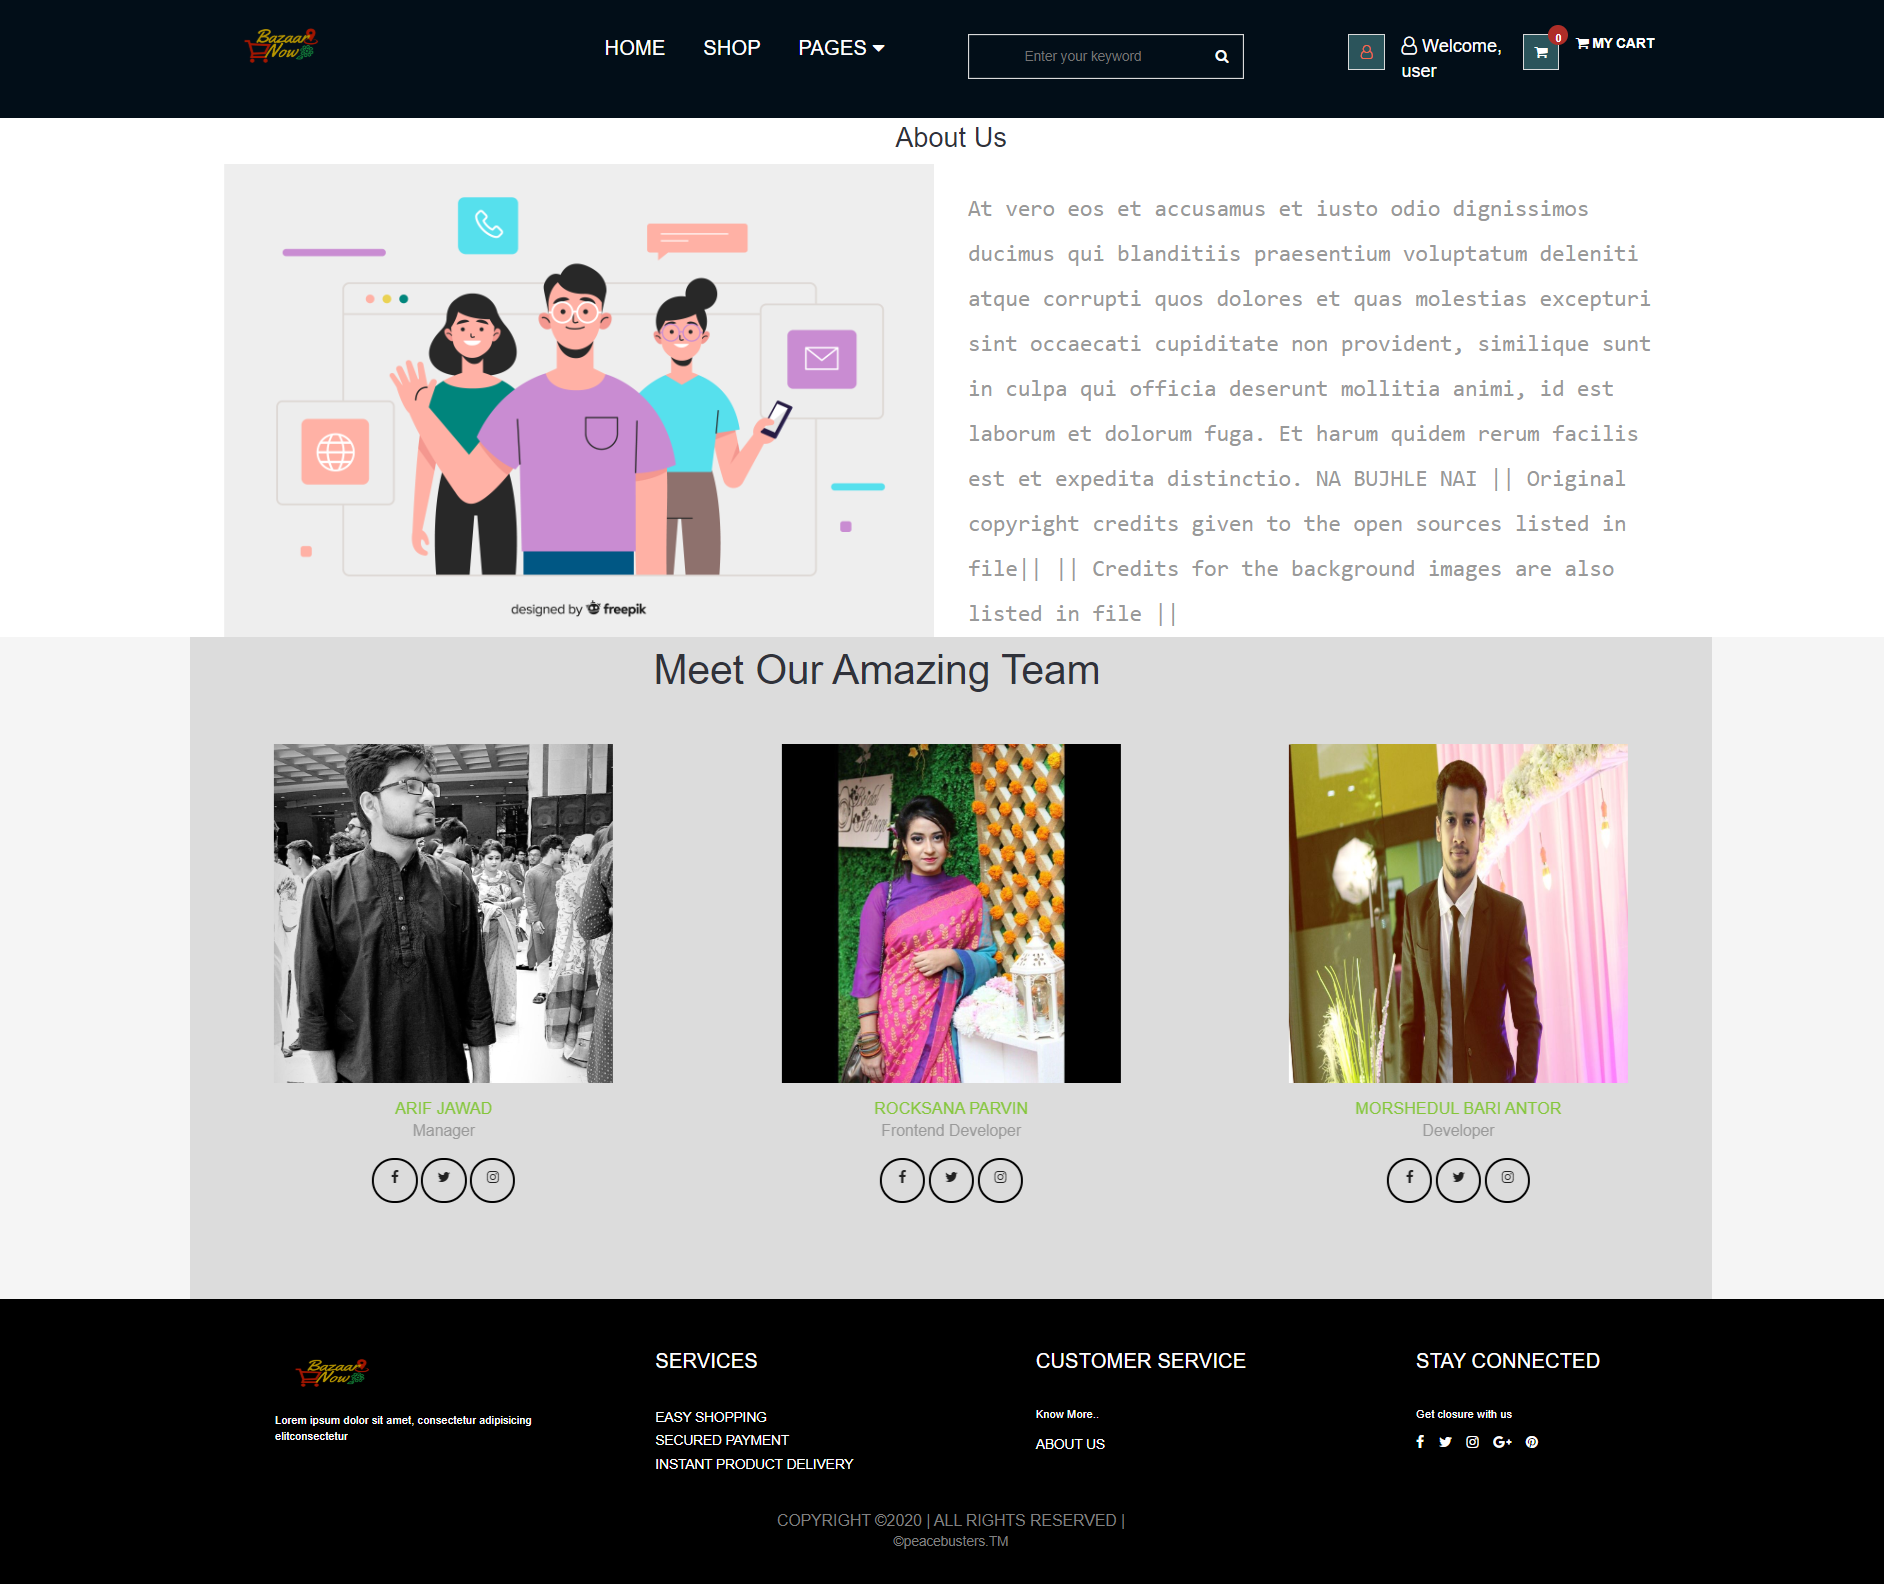 Bazaar
Now
HOME
SHOP
PAGES
Enter your keyword
Welcome,
user
0
MY CART
About Us
designed by freepik
At vero eos et accusamus et iusto odio dignissimos
ducimus qui blanditiis praesentium voluptatum deleniti
atque corrupti quos dolores et quas molestias excepturi
sint occaecati cupiditate non provident, similique sunt
in culpa qui officia deserunt mollitia animi, id est
laborum et dolorum fuga. Et harum quidem rerum facilis
est et expedita distinctio. NA BUJHLE NAI || Original
copyright credits given to the open sources listed in
file|| || Credits for the background images are also
listed in file ||
Meet Our Amazing Team
ARIF JAWAD
Manager
ROCKSANA PARVIN
Frontend Developer
MORSHEDUL BARI ANTOR
Developer
Bazaar
Now
Lorem ipsum dolor sit amet, consectetur adipisicing
elitconsectetur
SERVICES
EASY SHOPPING
SECURED PAYMENT
INSTANT PRODUCT DELIVERY
CUSTOMER SERVICE
Know More..
ABOUT US
STAY CONNECTED
Get closure with us
COPYRIGHT ©2020 | ALL RIGHTS RESERVED |
©peacebusters.TM